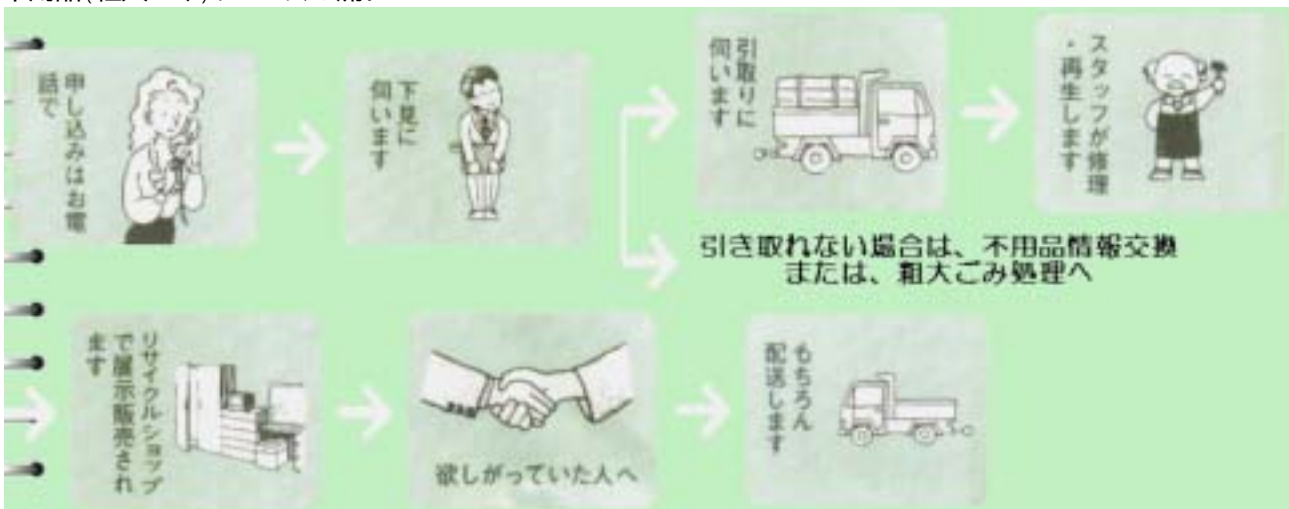 申し込みはお電
話で
下見に
伺います
引取りに
伺います
スタッフが修理
・再生します
引き取れない場合は、不用品情報交換
または、粗大ごみ処理へ
リサイクルショップ
で展示販売され
ます
欲しがっていた人へ
もちろん
配送します